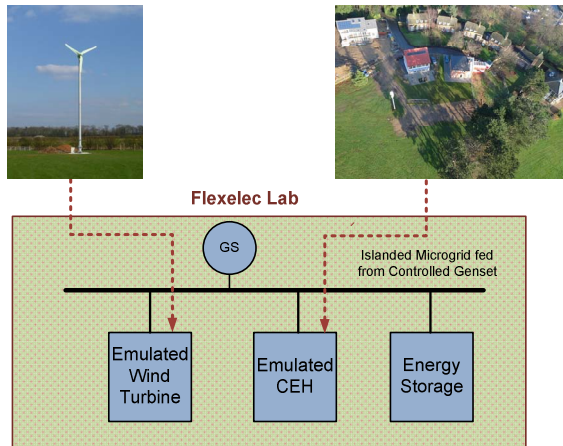 Flexelec Lab
GS
Islanded Microgrid fed
from Controlled Genset
Emulated
Wind
Turbine
Emulated
CEH
Energy
Storage